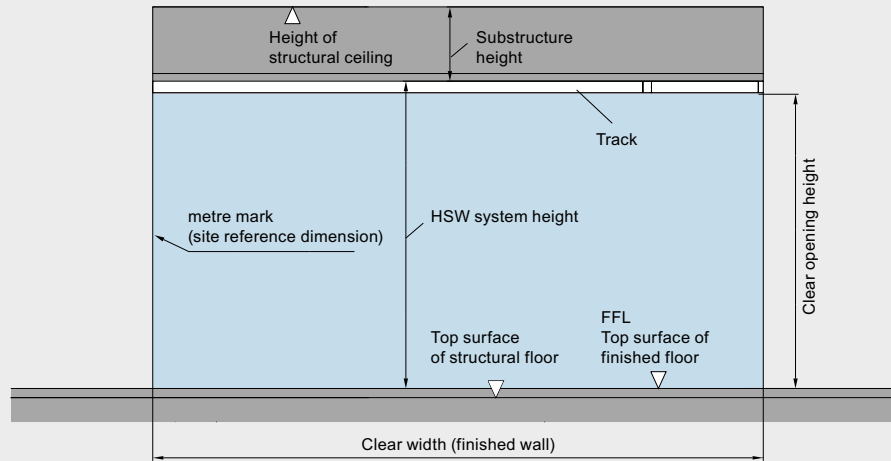 Height of
structural ceiling
Substructure
height
Track
metre mark
(site reference dimension)
HSW system height
Clear opening height
Top surface
of structural floor
FFL
Top surface of
finished floor
Clear width (finished wall)